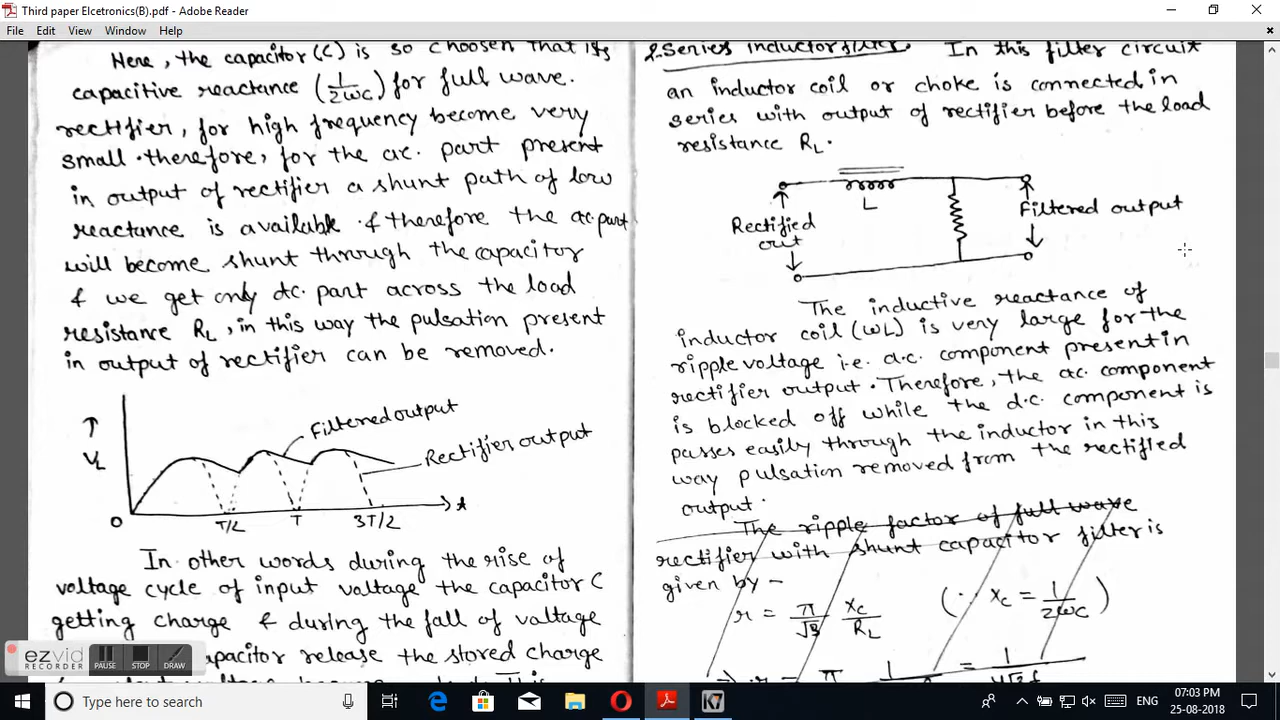 Third paper Elcetronics(B).pdf - Adobe Reader
File Edit View Window Help
Here, the capacitor (C) is so choosen that its
capacitive reactance (1/2ωC) for full wave.
rectifier, for high frequency become very
small. therefore, for the ac. part present
in output of rectifier a shunt path of low
reactance is available. & therefore the ac. part
will become shunt through the capacitor
& we get only dc. part across the load
resistance RL, in this way the pulsation present
in output of rectifier can be removed.
↑
VL
Filtered output
Rectifier output
O T/2 T 3T/2 t
In other words during the rise of
voltage cycle of input voltage the capacitor C
getting charge & during the fall of voltage
capacitor release the stored charge
2. Series inductor filter. In this filter circuit
an inductor coil or choke is connected in
series with output of rectifier before the load
resistance RL.
L
Rectified
out
Filtered output
The inductive reactance of
inductor coil (ωL) is very large for the
ripple voltage i.e. a.c. component present in
rectifier output. Therefore, the ac component
is blocked off while the d.c. component is
passes easily through the inductor in this
way pulsation removed from the rectified
output.
The ripple factor of full wave
rectifier with shunt capacitor filter is
given by -
r = π/√3 XC/RL (∵ XC = 1/2ωC)
ezvid
RECORDER
PAUSE STOP DRAW
Type here to search
ENG
07:03 PM
25-08-2018